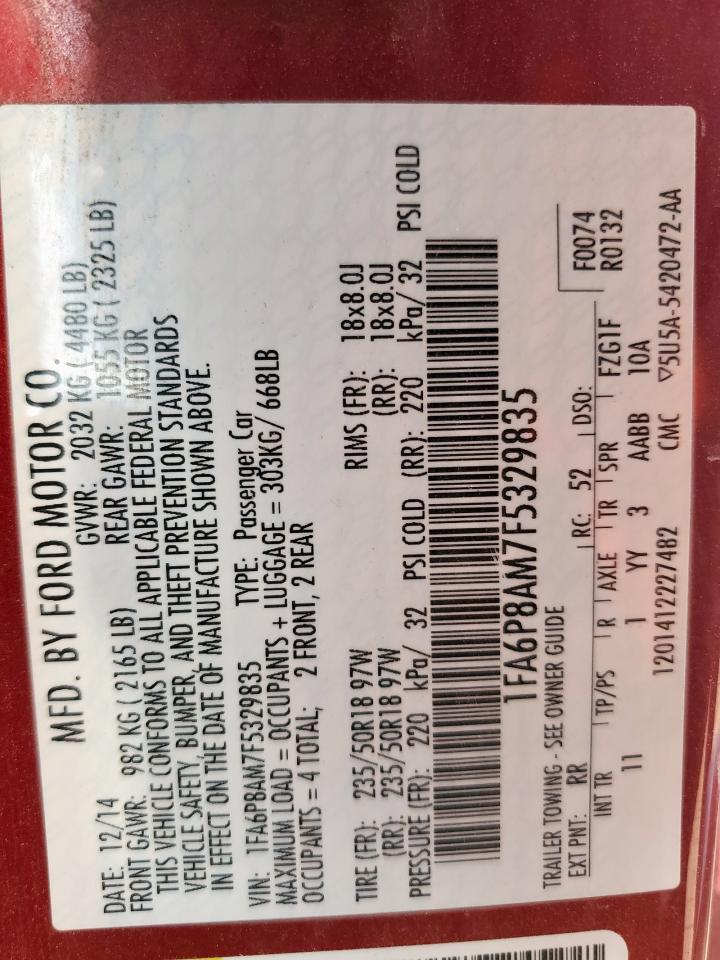 MFD. BY FORD MOTOR CO.
DATE: 12/14 GVWR: 2032 KG ( 4480 LB)
FRONT GAWR: 982 KG ( 2165 LB) REAR GAWR: 1055 KG ( 2325 LB)
THIS VEHICLE CONFORMS TO ALL APPLICABLE FEDERAL MOTOR
VEHICLE SAFETY, BUMPER, AND THEFT PREVENTION STANDARDS
IN EFFECT ON THE DATE OF MANUFACTURE SHOWN ABOVE.
VIN: 1FA6P8AM7F5329835 TYPE: Passenger Car
MAXIMUM LOAD = OCCUPANTS + LUGGAGE = 303KG/ 668LB
OCCUPANTS = 4 TOTAL; 2 FRONT, 2 REAR
TIRE (FR): 235/50R18 97W RIMS (FR): 18x8.0J
(RR): 235/50R18 97W (RR): 18x8.0J
PRESSURE (FR): 220 kPa/ 32 PSI COLD (RR): 220 kPa/ 32 PSI COLD
1FA6P8AM7F5329835
TRAILER TOWING - SEE OWNER GUIDE
F0074
EXT PNT: RR RC: 52 DSO: R0132
INT TR TP/PS R AXLE TR SPR FZG1F
11 1 YY 3 AABB 10A
1201412227482 CMC ▽5U5A-5420472-AA